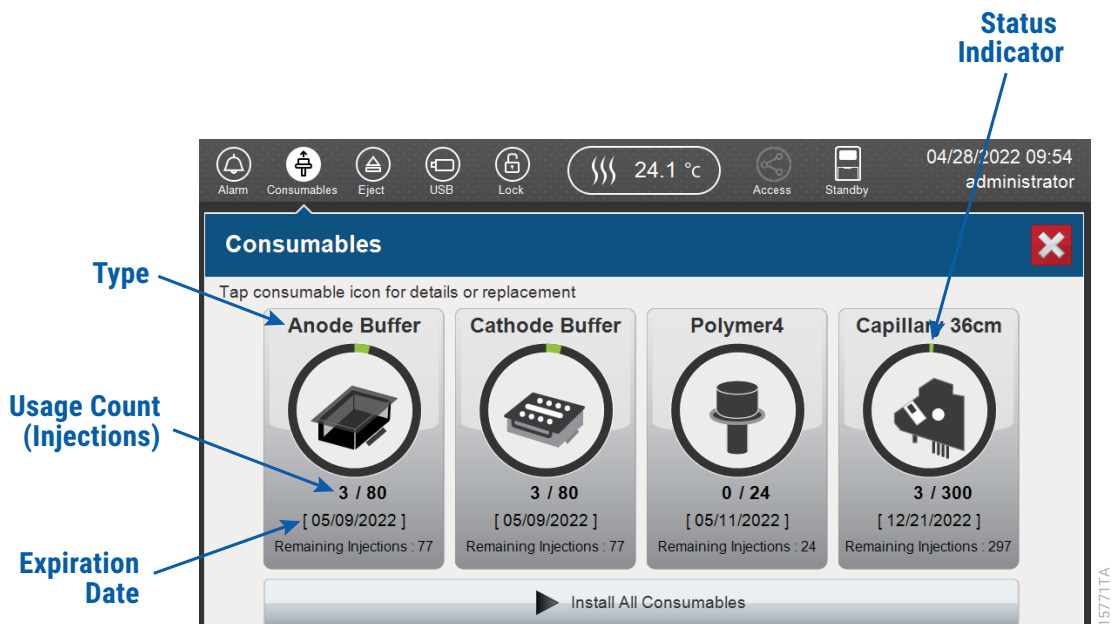 Status
Indicator
04/28/2022 09:54
24.1 °c
administrator
Alarm Consumables Eject USB Lock Access Standby
Consumables
Type
Tap consumable icon for details or replacement
Anode Buffer Cathode Buffer Polymer4 Capillary 36cm
Usage Count
(Injections)
3 / 80 3 / 80 0 / 24 3 / 300
[ 05/09/2022 ] [ 05/09/2022 ] [ 05/11/2022 ] [ 12/21/2022 ]
Remaining Injections : 77 Remaining Injections : 77 Remaining Injections : 24 Remaining Injections : 297
Expiration
Date
Install All Consumables
15771TA